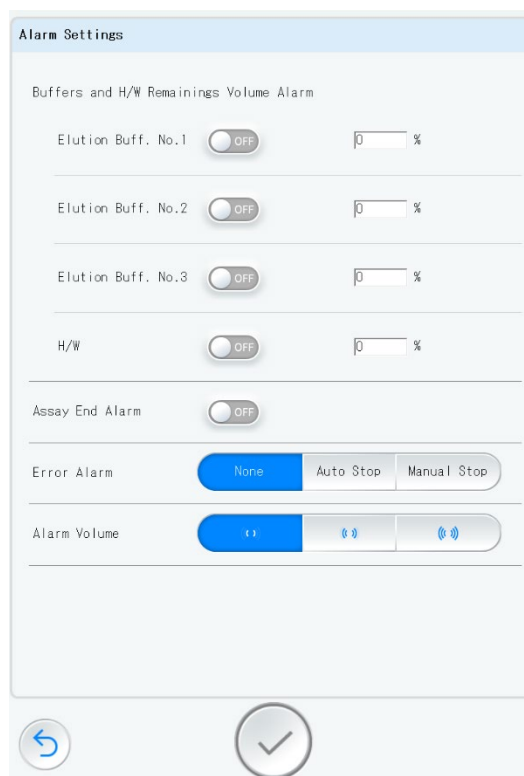 Alarm Settings
Buffers and H/W Remainings Volume Alarm
Elution Buff. No.1 OFF 0 %
Elution Buff. No.2 OFF 0 %
Elution Buff. No.3 OFF 0 %
H/W OFF 0 %
Assay End Alarm OFF
Error Alarm None Auto Stop Manual Stop
Alarm Volume